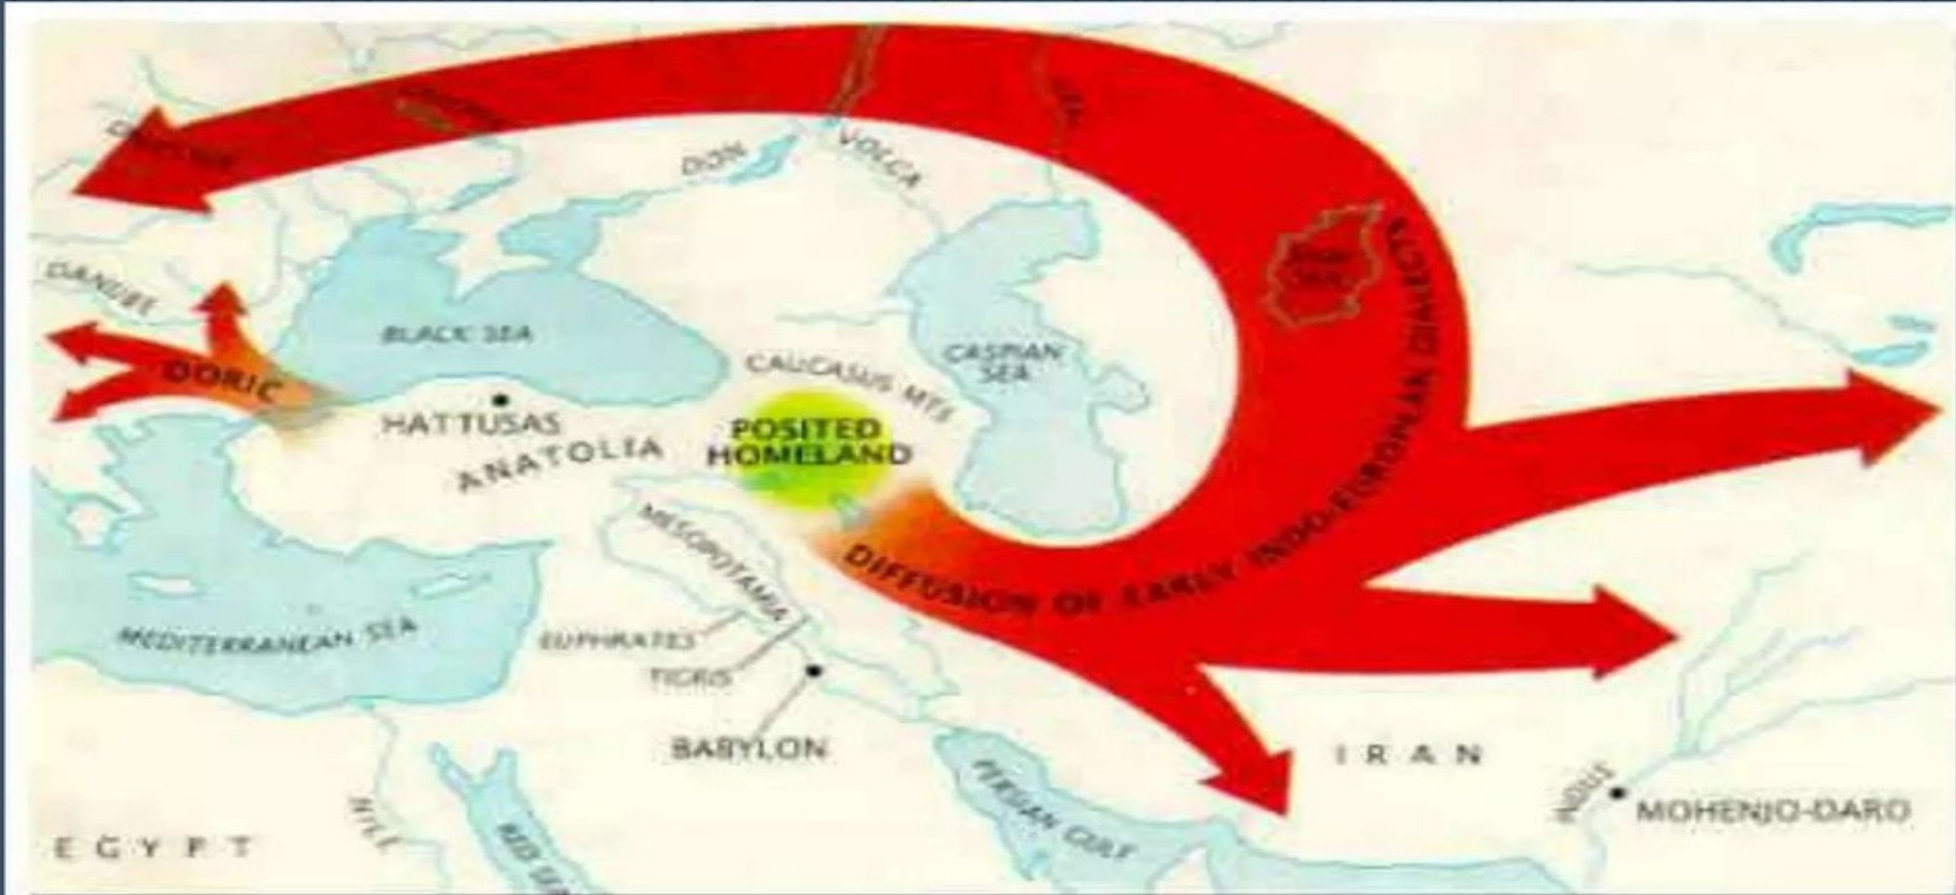 DON
VOLGA
DANUBE
BLACK SEA
CASPIAN
SEA
CAUCASUS MTS
DORIC
HATTUSAS
ANATOLIA
POSITED
HOMELAND
MESOPOTAMIA
DIFFUSION OF EARLY INDO-EUROPEAN DIALECTS
MEDITERRANEAN SEA
EUPHRATES
TIGRIS
BABYLON
IRAN
PERSIAN GULF
INDUS
MOHENJO-DARO
EGYPT
NILE
RED SEA